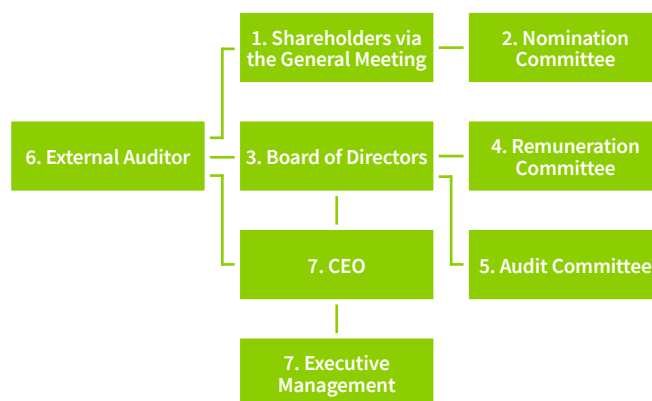 1. Shareholders via
the General Meeting
2. Nomination
Committee
6. External Auditor
3. Board of Directors
4. Remuneration
Committee
7. CEO
5. Audit Committee
7. Executive
Management